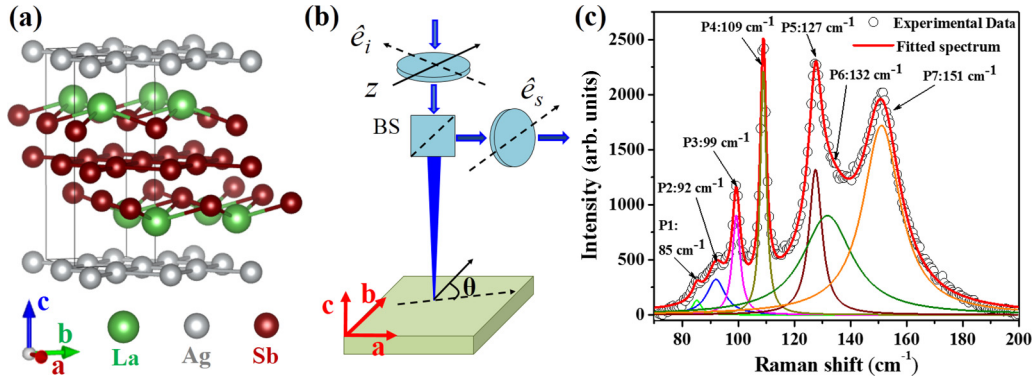 (a)
c
b
a
La
Ag
Sb
(b)
ê_i
z
ê_s
BS
θ
c
b
a
(c)
P4:109 cm⁻¹
P5:127 cm⁻¹
Experimental Data
Fitted spectrum
P6:132 cm⁻¹
P7:151 cm⁻¹
P3:99 cm⁻¹
P2:92 cm⁻¹
P1:
85 cm⁻¹
Intensity (arb. units)
2500
2000
1500
1000
500
0
80 100 120 140 160 180 200
Raman shift (cm⁻¹)